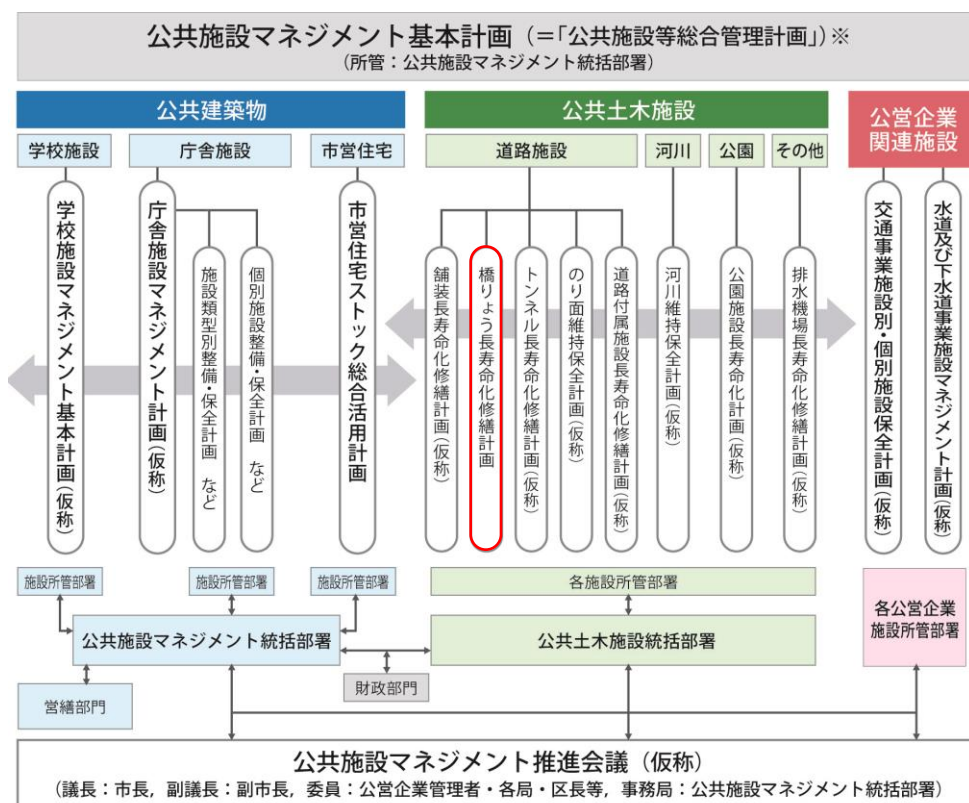 公共施設マネジメント基本計画（＝「公共施設等総合管理計画」）※
（所管：公共施設マネジメント統括部署）
公共建築物
公共土木施設
公営企業
関連施設
学校施設
庁舎施設
市営住宅
道路施設
河川
公園
その他
学校施設マネジメント基本計画（仮称）
庁舎施設マネジメント計画（仮称）
施設類型別整備・保全計画 など
個別施設整備・保全計画 など
市営住宅ストック総合活用計画
舗装長寿命化修繕計画（仮称）
橋りょう長寿命化修繕計画
トンネル長寿命化修繕計画（仮称）
のり面維持保全計画（仮称）
道路付属施設長寿命化修繕計画（仮称）
河川維持保全計画（仮称）
公園施設長寿命化計画（仮称）
排水機場長寿命化修繕計画（仮称）
交通事業施設別・個別施設保全計画（仮称）
水道及び下水道事業施設マネジメント計画（仮称）
施設所管部署
施設所管部署
施設所管部署
各施設所管部署
公共施設マネジメント統括部署
公共土木施設統括部署
各公営企業
施設所管部署
財政部門
営繕部門
公共施設マネジメント推進会議（仮称）
（議長：市長，副議長：副市長，委員：公営企業管理者・各局・区長等，事務局：公共施設マネジメント統括部署）